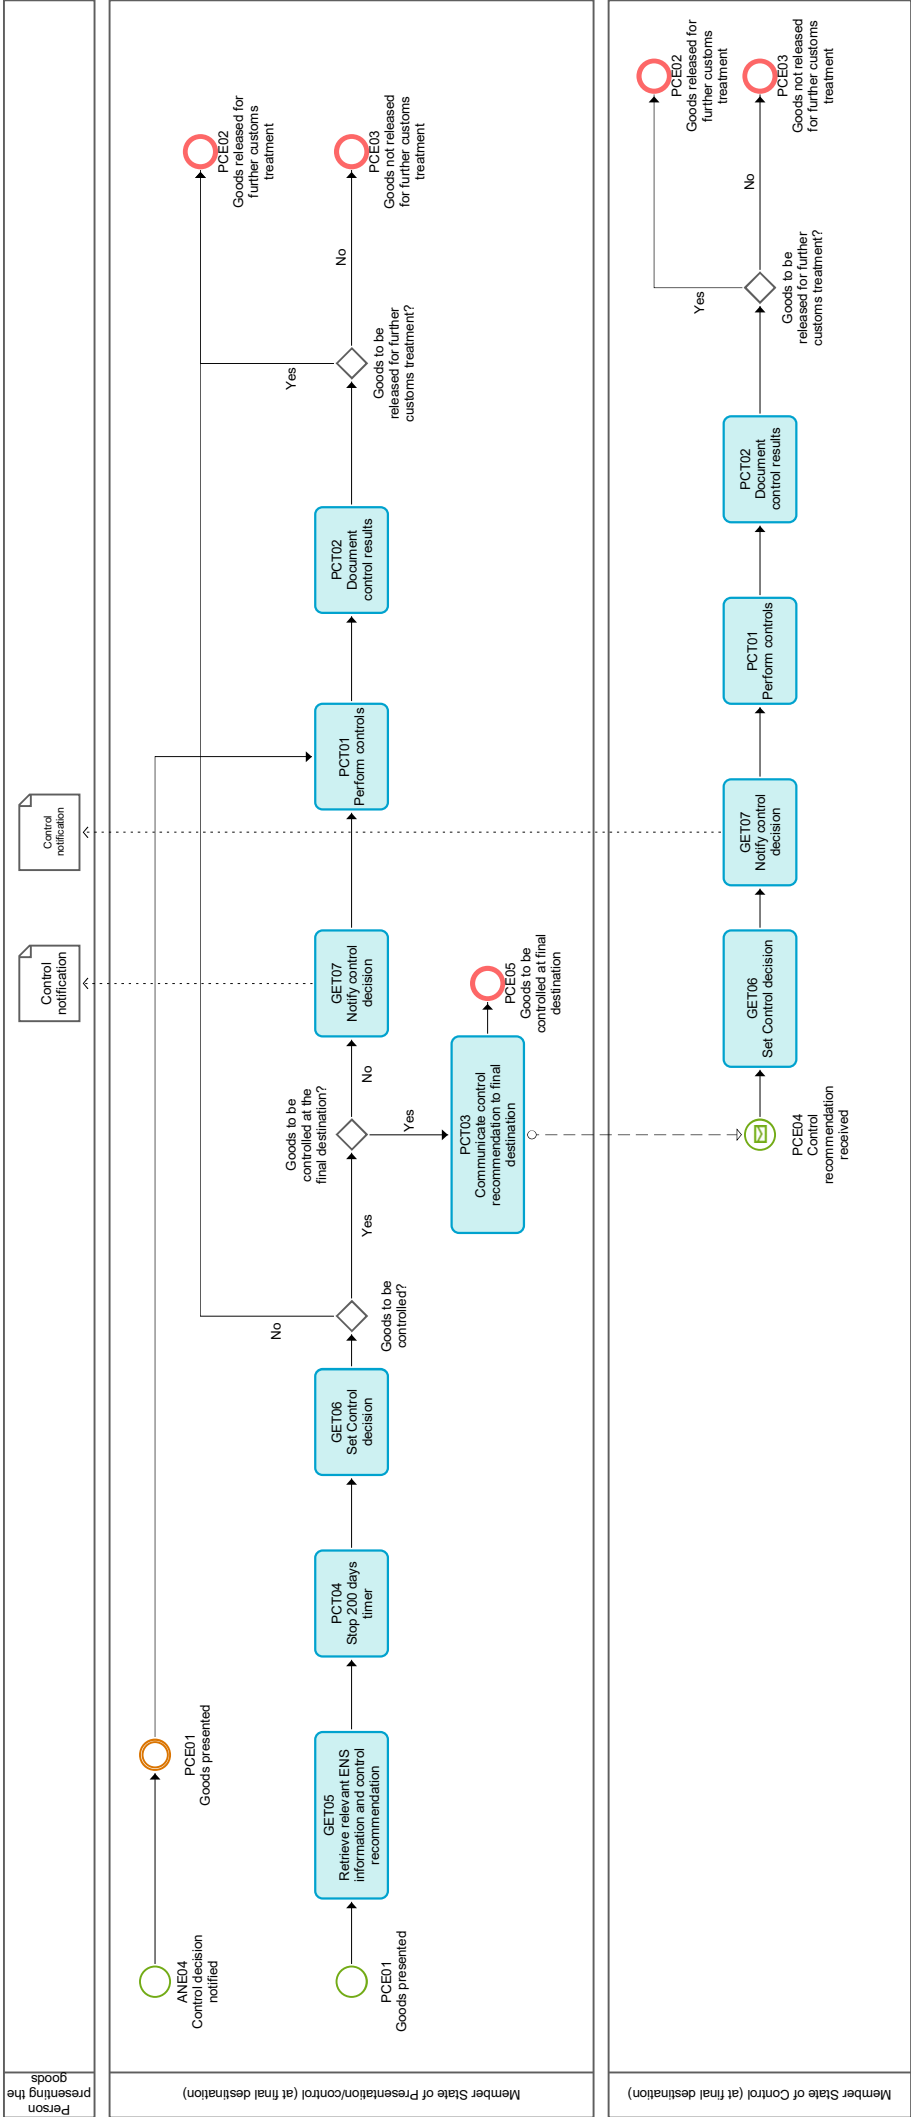 Person
presenting the
goods
Control
notification
Control
notification
Member State of Presentation/control (at final destination)
ANE04
Control decision
notified
PCE01
Goods presented
PCE01
Goods presented
GET05
Retrieve relevant ENS
information and control
recommendation
PCT04
Stop 200 days
timer
GET06
Set Control
decision
Goods to be
controlled?
No
Yes
Goods to be
controlled at the
final destination?
No
Yes
PCT03
Communicate control
recommendation to final
destination
PCE05
Goods to be
controlled at final
destination
GET07
Notify control
decision
PCT01
Perform controls
PCT02
Document
control results
Goods to be
released for further
customs treatment?
Yes
No
PCE02
Goods released for
further customs
treatment
PCE03
Goods not released
for further customs
treatment
Member State of Control (at final destination)
PCE04
Control
recommendation
received
GET06
Set Control decision
GET07
Notify control
decision
PCT01
Perform controls
PCT02
Document
control results
Goods to be
released for further
customs treatment?
Yes
No
PCE02
Goods released for
further customs
treatment
PCE03
Goods not released
for further customs
treatment